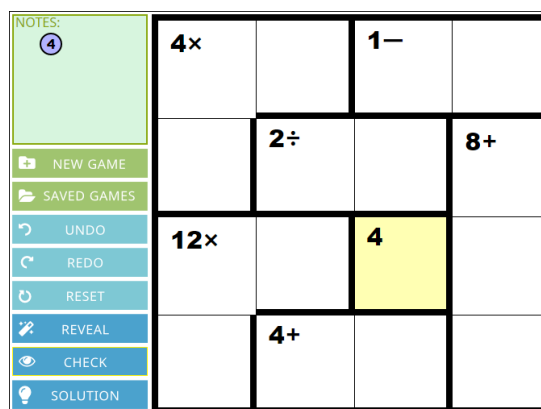 NOTES:
4
4×
1−
2÷
8+
NEW GAME
SAVED GAMES
12×
4
UNDO
REDO
RESET
REVEAL
4+
CHECK
SOLUTION